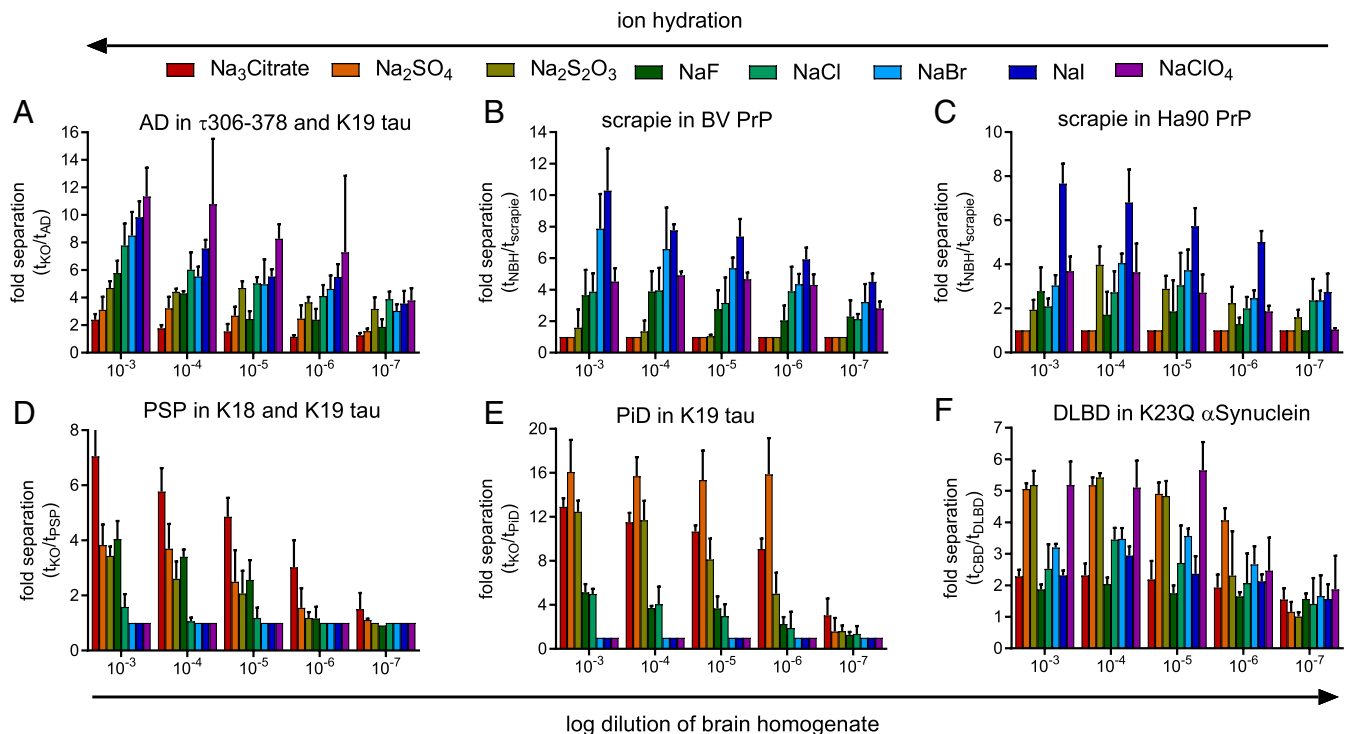 ion hydration
Na₃Citrate Na₂SO₄ Na₂S₂O₃ NaF NaCl NaBr NaI NaClO₄
A AD in τ306-378 and K19 tau
fold separation
(tKO/tAD)
16
14
12
10
8
6
4
2
0
10⁻³ 10⁻⁴ 10⁻⁵ 10⁻⁶ 10⁻⁷
B scrapie in BV PrP
fold separation
(tNBH/tscrapie)
14
12
10
8
6
4
2
0
10⁻³ 10⁻⁴ 10⁻⁵ 10⁻⁶ 10⁻⁷
C scrapie in Ha90 PrP
fold separation
(tNBH/tscrapie)
10
8
6
4
2
0
10⁻³ 10⁻⁴ 10⁻⁵ 10⁻⁶ 10⁻⁷
D PSP in K18 and K19 tau
fold separation
(tKO/tPSP)
8
6
4
2
0
10⁻³ 10⁻⁴ 10⁻⁵ 10⁻⁶ 10⁻⁷
E PiD in K19 tau
fold separation
(tKO/tPiD)
20
16
12
8
4
0
10⁻³ 10⁻⁴ 10⁻⁵ 10⁻⁶ 10⁻⁷
F DLBD in K23Q αSynuclein
fold separation
(tCBD/tDLBD)
7
6
5
4
3
2
1
0
10⁻³ 10⁻⁴ 10⁻⁵ 10⁻⁶ 10⁻⁷
log dilution of brain homogenate